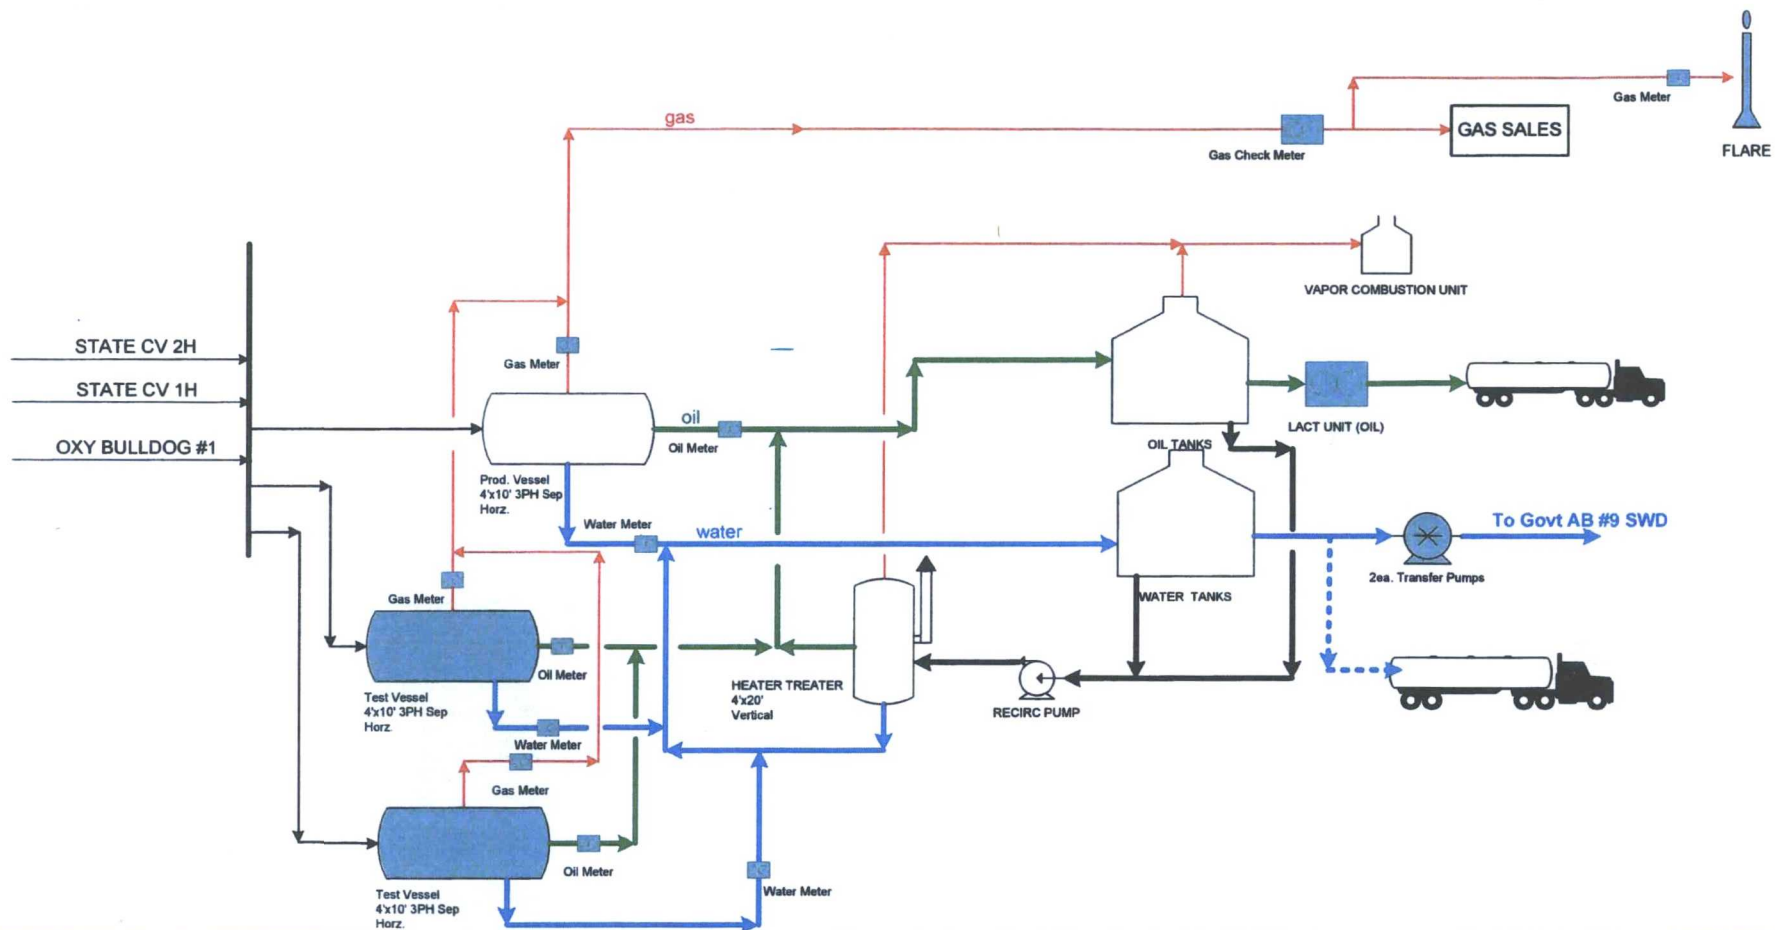 gas
Gas Meter
Gas Check Meter
GAS SALES
FLARE
VAPOR COMBUSTION UNIT
STATE CV 2H
Gas Meter
STATE CV 1H
oil
Oil Meter
LACT UNIT (OIL)
OXY BULLDOG #1
OIL TANKS
Prod. Vessel
4'x10' 3PH Sep
Horz.
Water Meter
water
To Govt AB #9 SWD
2ea. Transfer Pumps
Gas Meter
WATER TANKS
Oil Meter
HEATER TREATER
4'x20'
Vertical
RECIRC PUMP
Test Vessel
4'x10' 3PH Sep
Horz.
Water Meter
Gas Meter
Oil Meter
Water Meter
Test Vessel
4'x10' 3PH Sep
Horz.